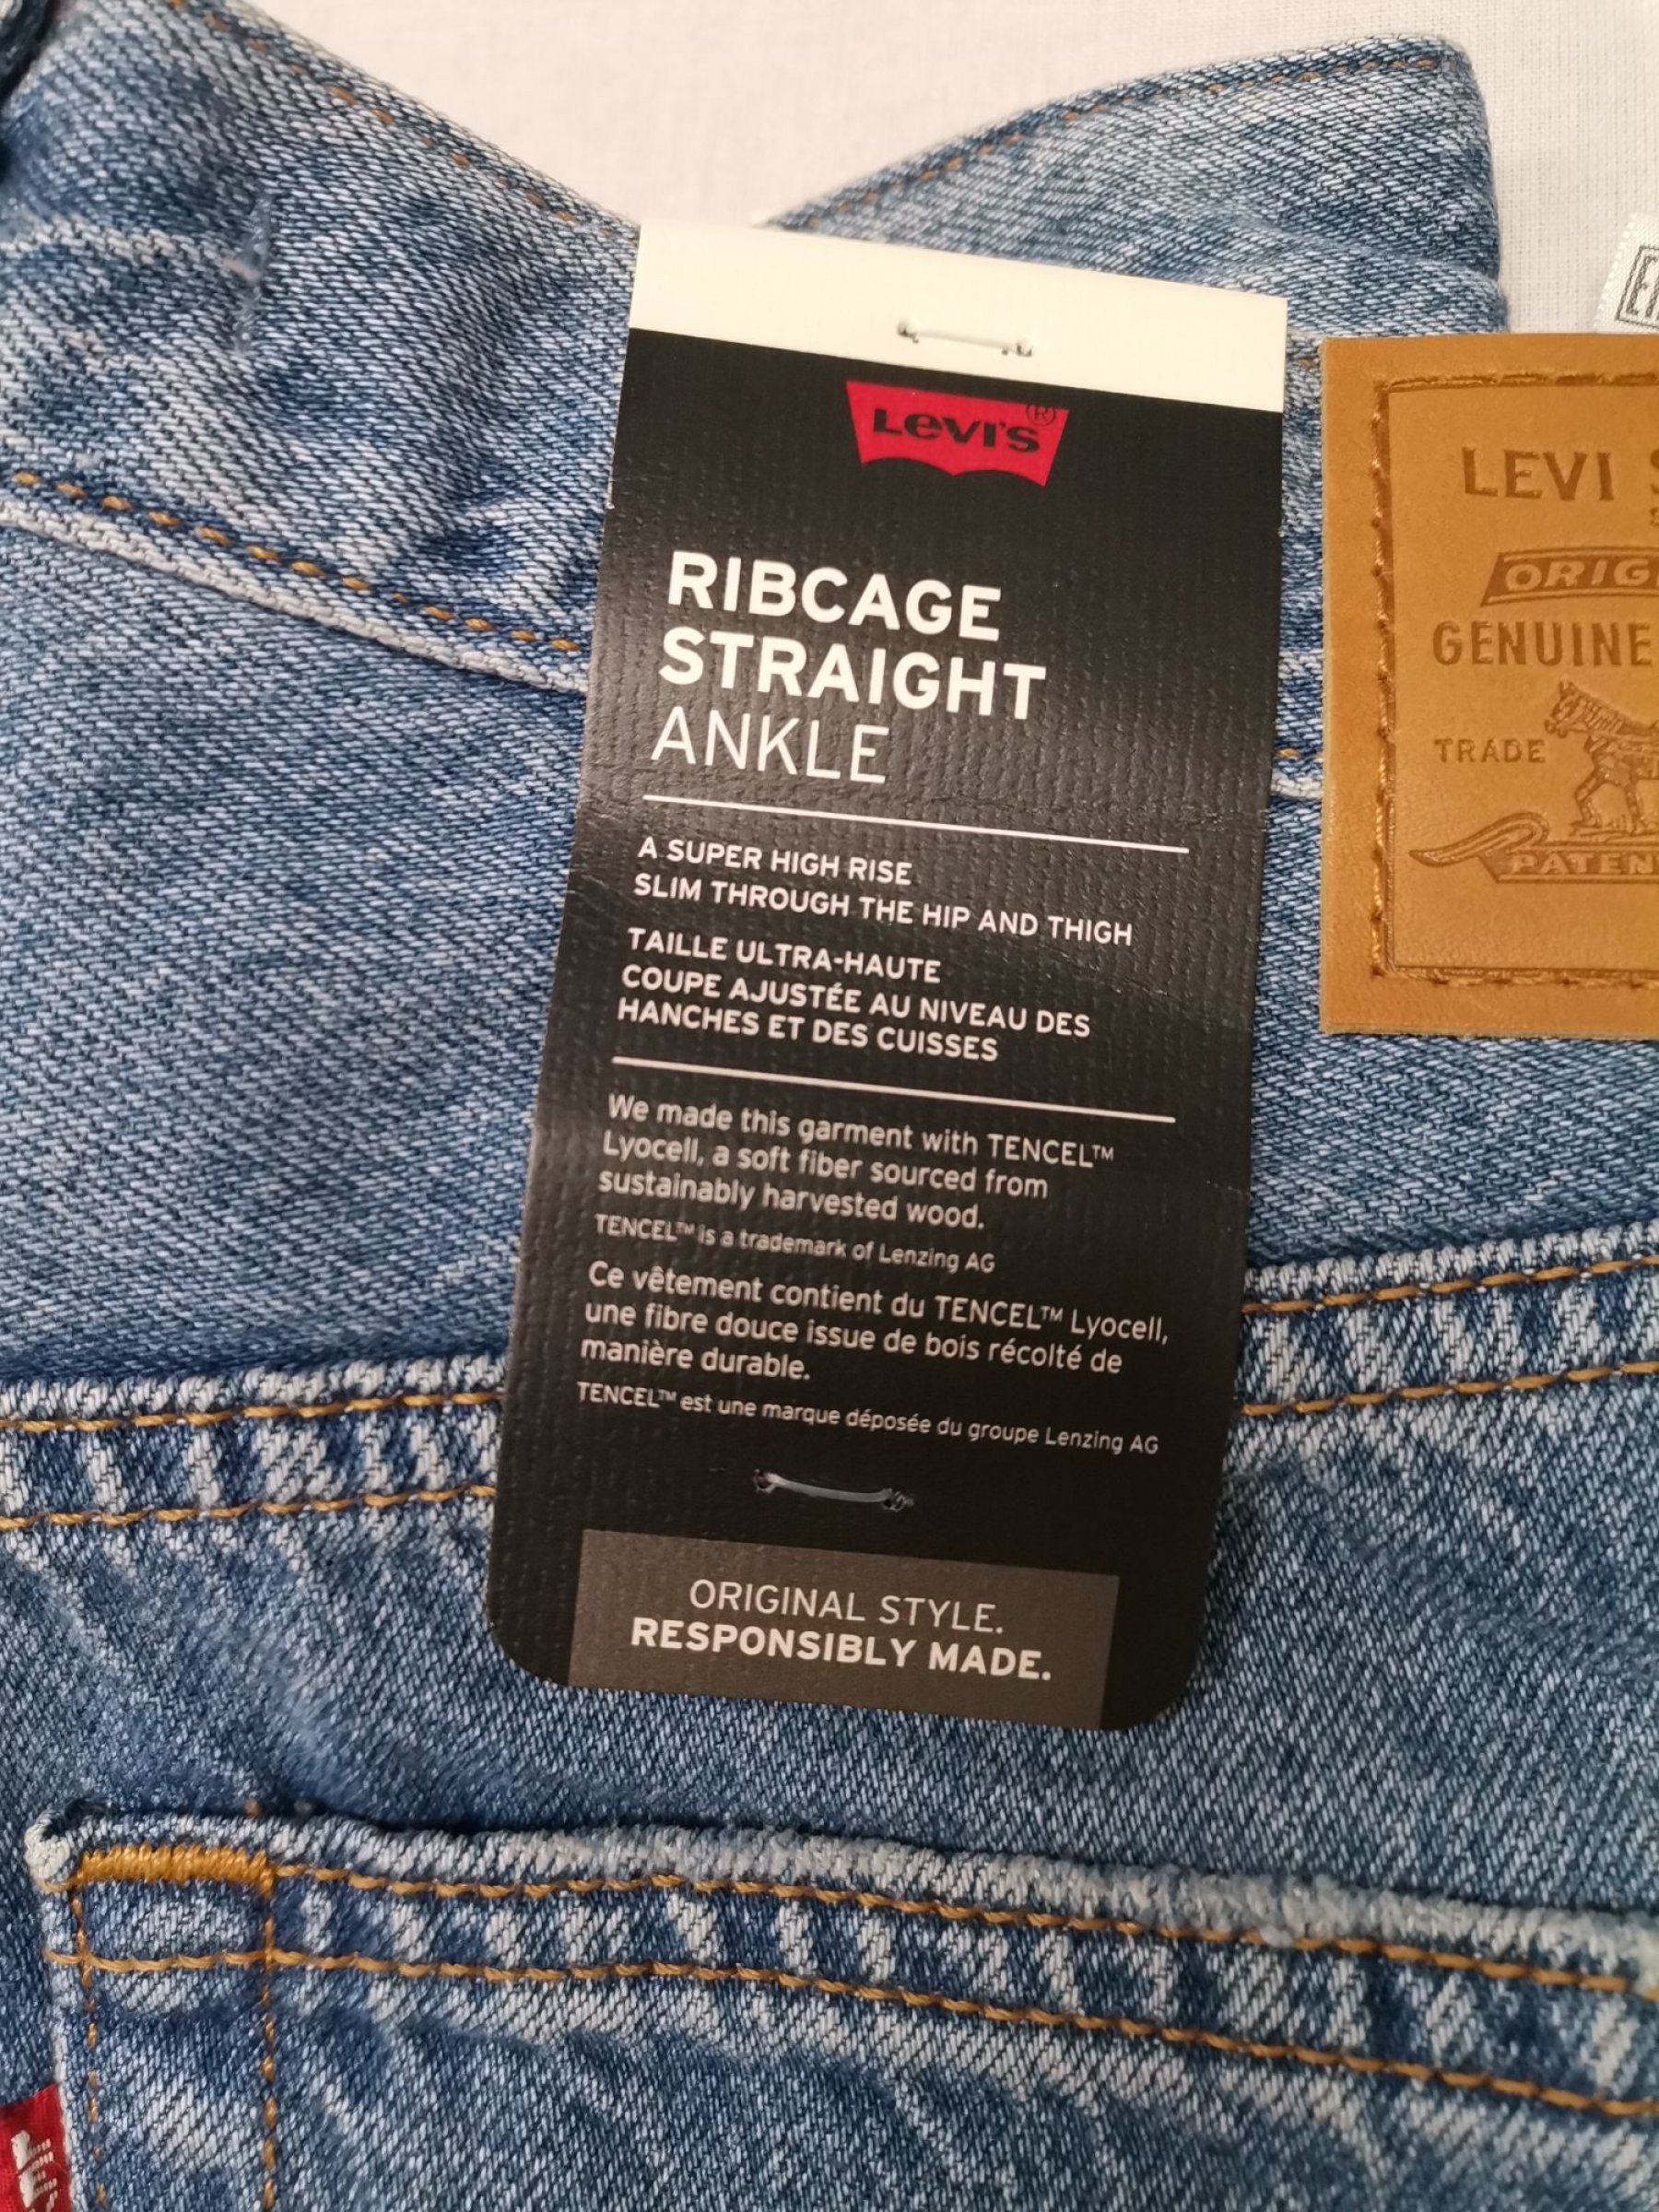 Levi's®
RIBCAGE
STRAIGHT
ANKLE
A SUPER HIGH RISE
SLIM THROUGH THE HIP AND THIGH
TAILLE ULTRA-HAUTE
COUPE AJUSTÉE AU NIVEAU DES
HANCHES ET DES CUISSES
We made this garment with TENCEL™
Lyocell, a soft fiber sourced from
sustainably harvested wood.
TENCEL™ is a trademark of Lenzing AG
Ce vêtement contient du TENCEL™ Lyocell,
une fibre douce issue de bois récolté de
manière durable.
TENCEL™ est une marque déposée du groupe Lenzing AG
ORIGINAL STYLE.
RESPONSIBLY MADE.
LEVI
GENUINE
TRADE